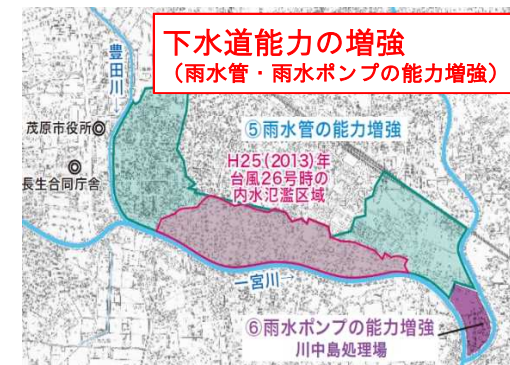 下水道能力の増強
（雨水管・雨水ポンプの能力増強）
豊田川→
茂原市役所◎
長生合同庁舎
⑤雨水管の能力増強
H25(2013)年
台風26号時の
内水氾濫区域
一宮川→
⑥雨水ポンプの能力増強
川中島処理場